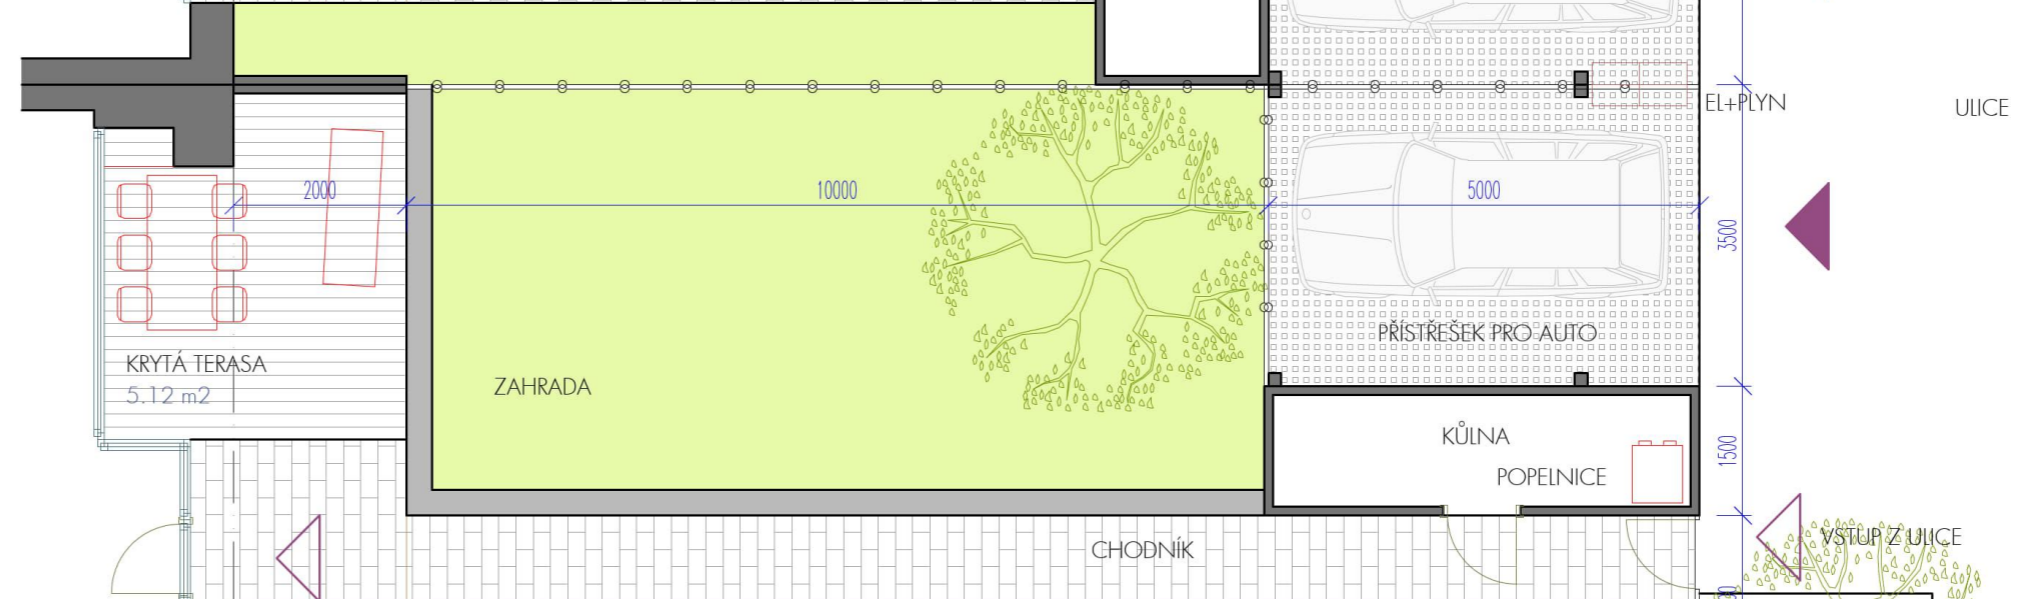 EL+PLYN
ULICE
2000
10000
5000
3500
PŘÍSTŘEŠEK PRO AUTO
KRYTÁ TERASA
5.12 m2
ZAHRADA
KŮLNA
1500
POPELNICE
CHODNÍK
VSTUP Z ULICE